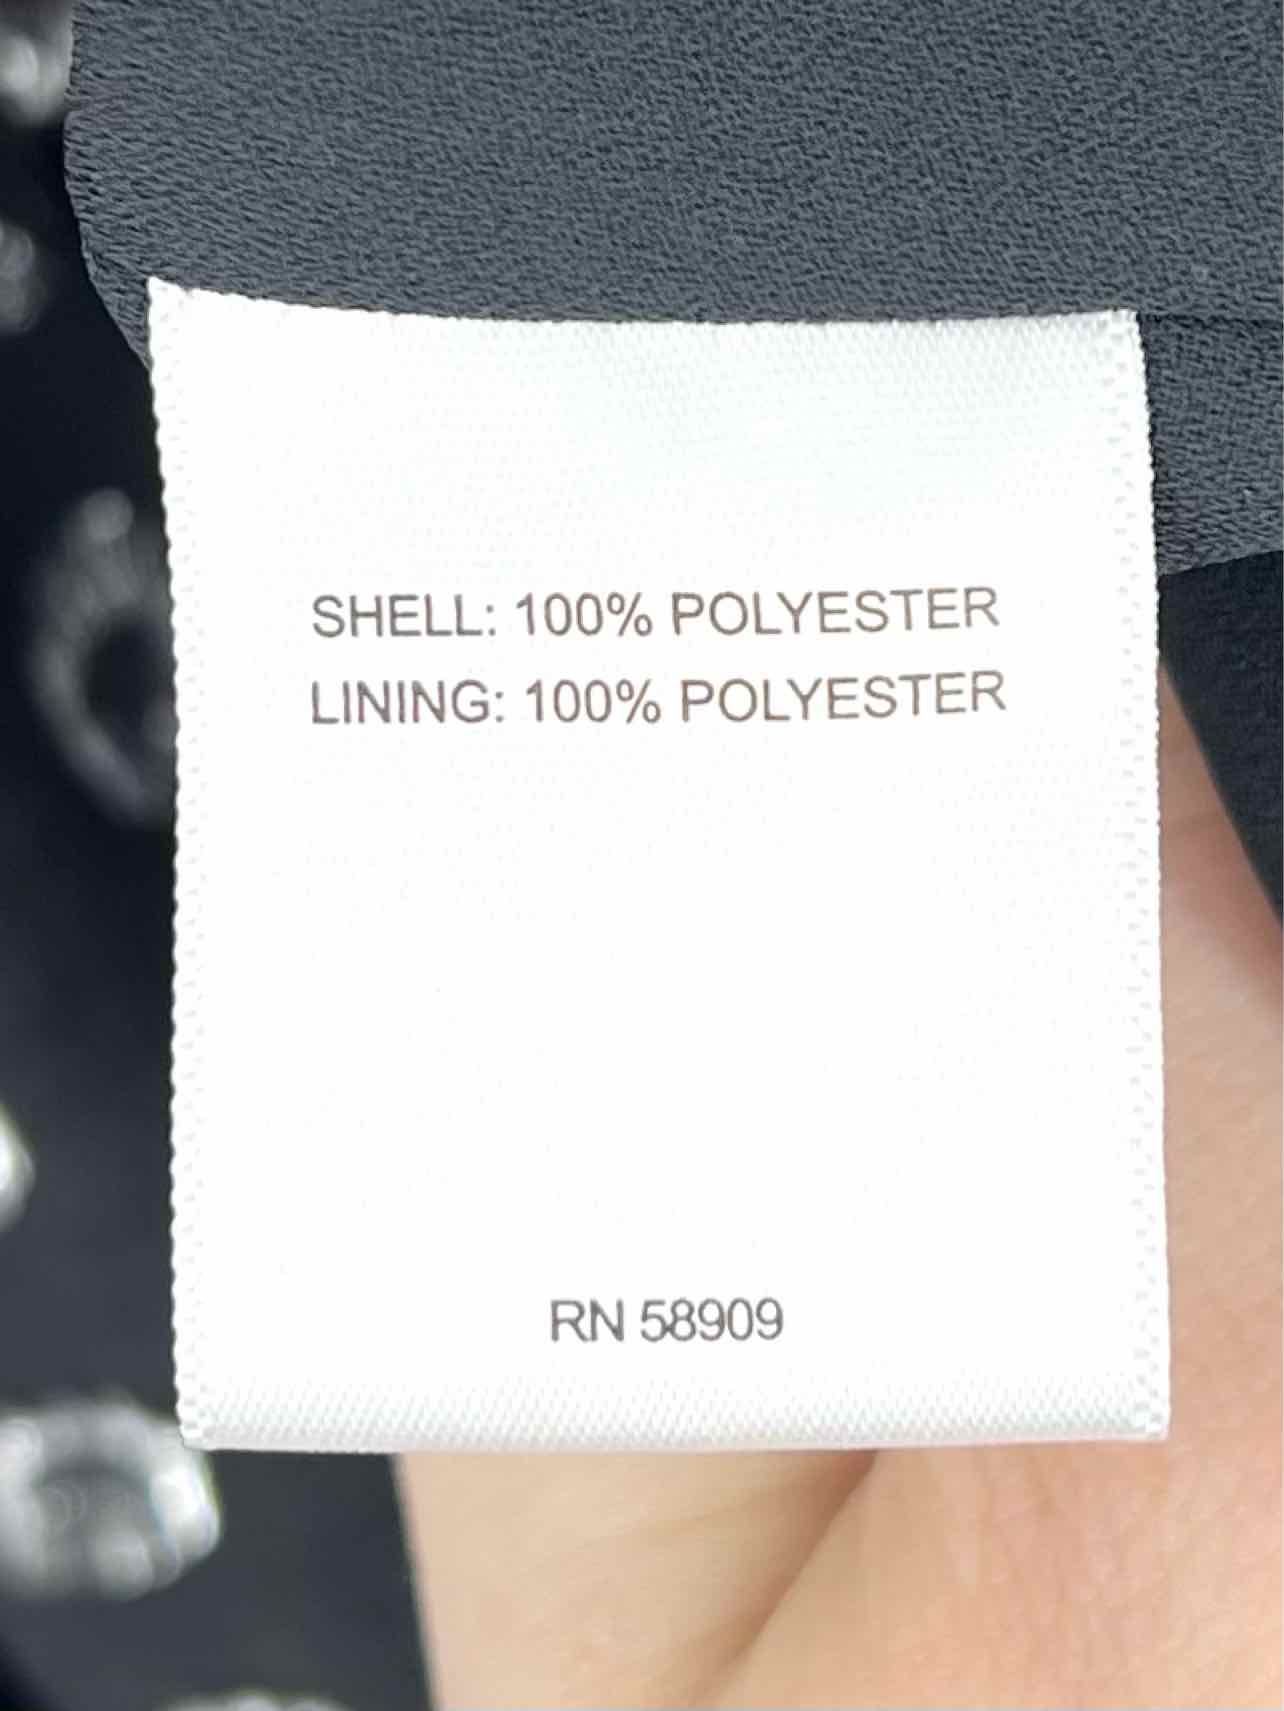 SHELL: 100% POLYESTER
LINING: 100% POLYESTER
RN 58909